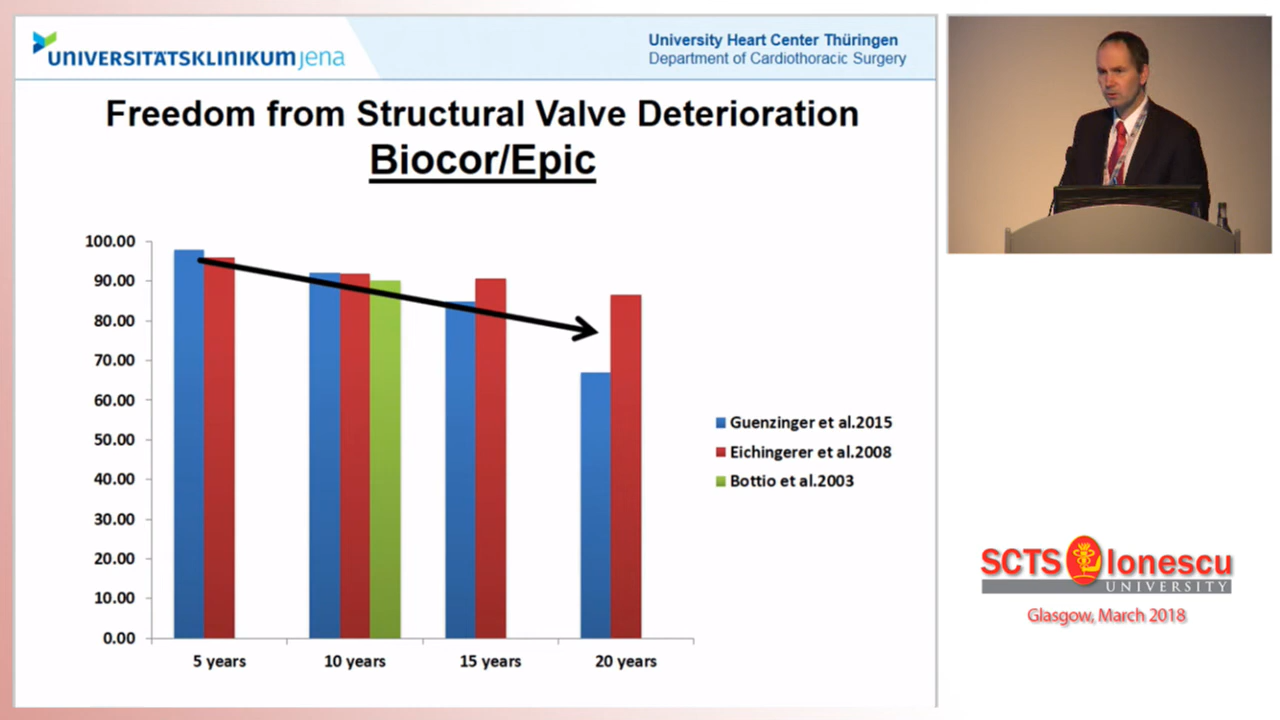 UNIVERSITÄTSKLINIKUM jena
University Heart Center Thüringen
Department of Cardiothoracic Surgery
Freedom from Structural Valve Deterioration
Biocor/Epic
100.00
90.00
80.00
70.00
60.00
50.00
40.00
30.00
20.00
10.00
0.00
5 years
10 years
15 years
20 years
Guenzinger et al.2015
Eichingerer et al.2008
Bottio et al.2003
SCTS Ionescu
UNIVERSITY
Glasgow, March 2018